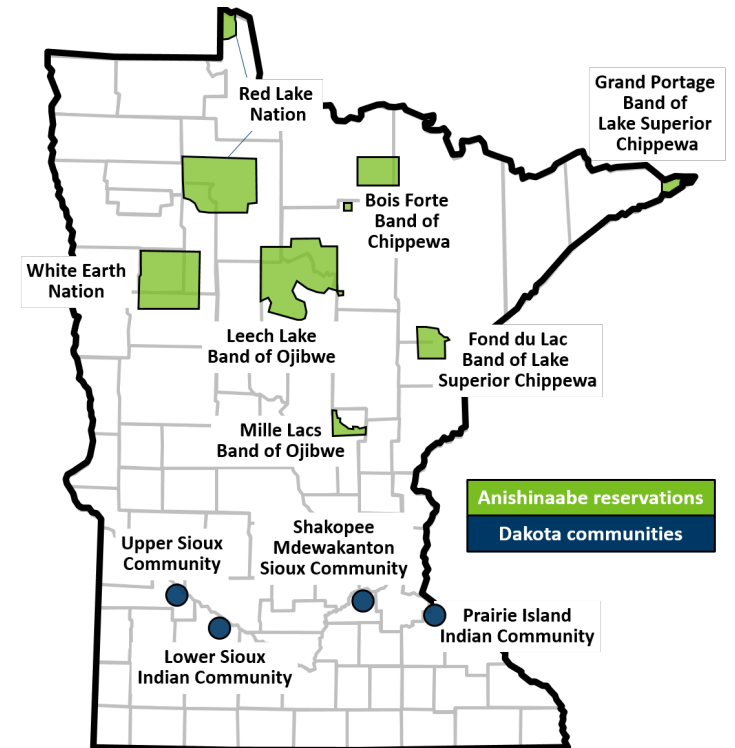 Red Lake
Nation
Grand Portage
Band of
Lake Superior
Chippewa
Bois Forte
Band of
Chippewa
White Earth
Nation
Leech Lake
Band of Ojibwe
Fond du Lac
Band of Lake
Superior Chippewa
Mille Lacs
Band of Ojibwe
Anishinaabe reservations
Dakota communities
Upper Sioux
Community
Shakopee
Mdewakanton
Sioux Community
Prairie Island
Indian Community
Lower Sioux
Indian Community